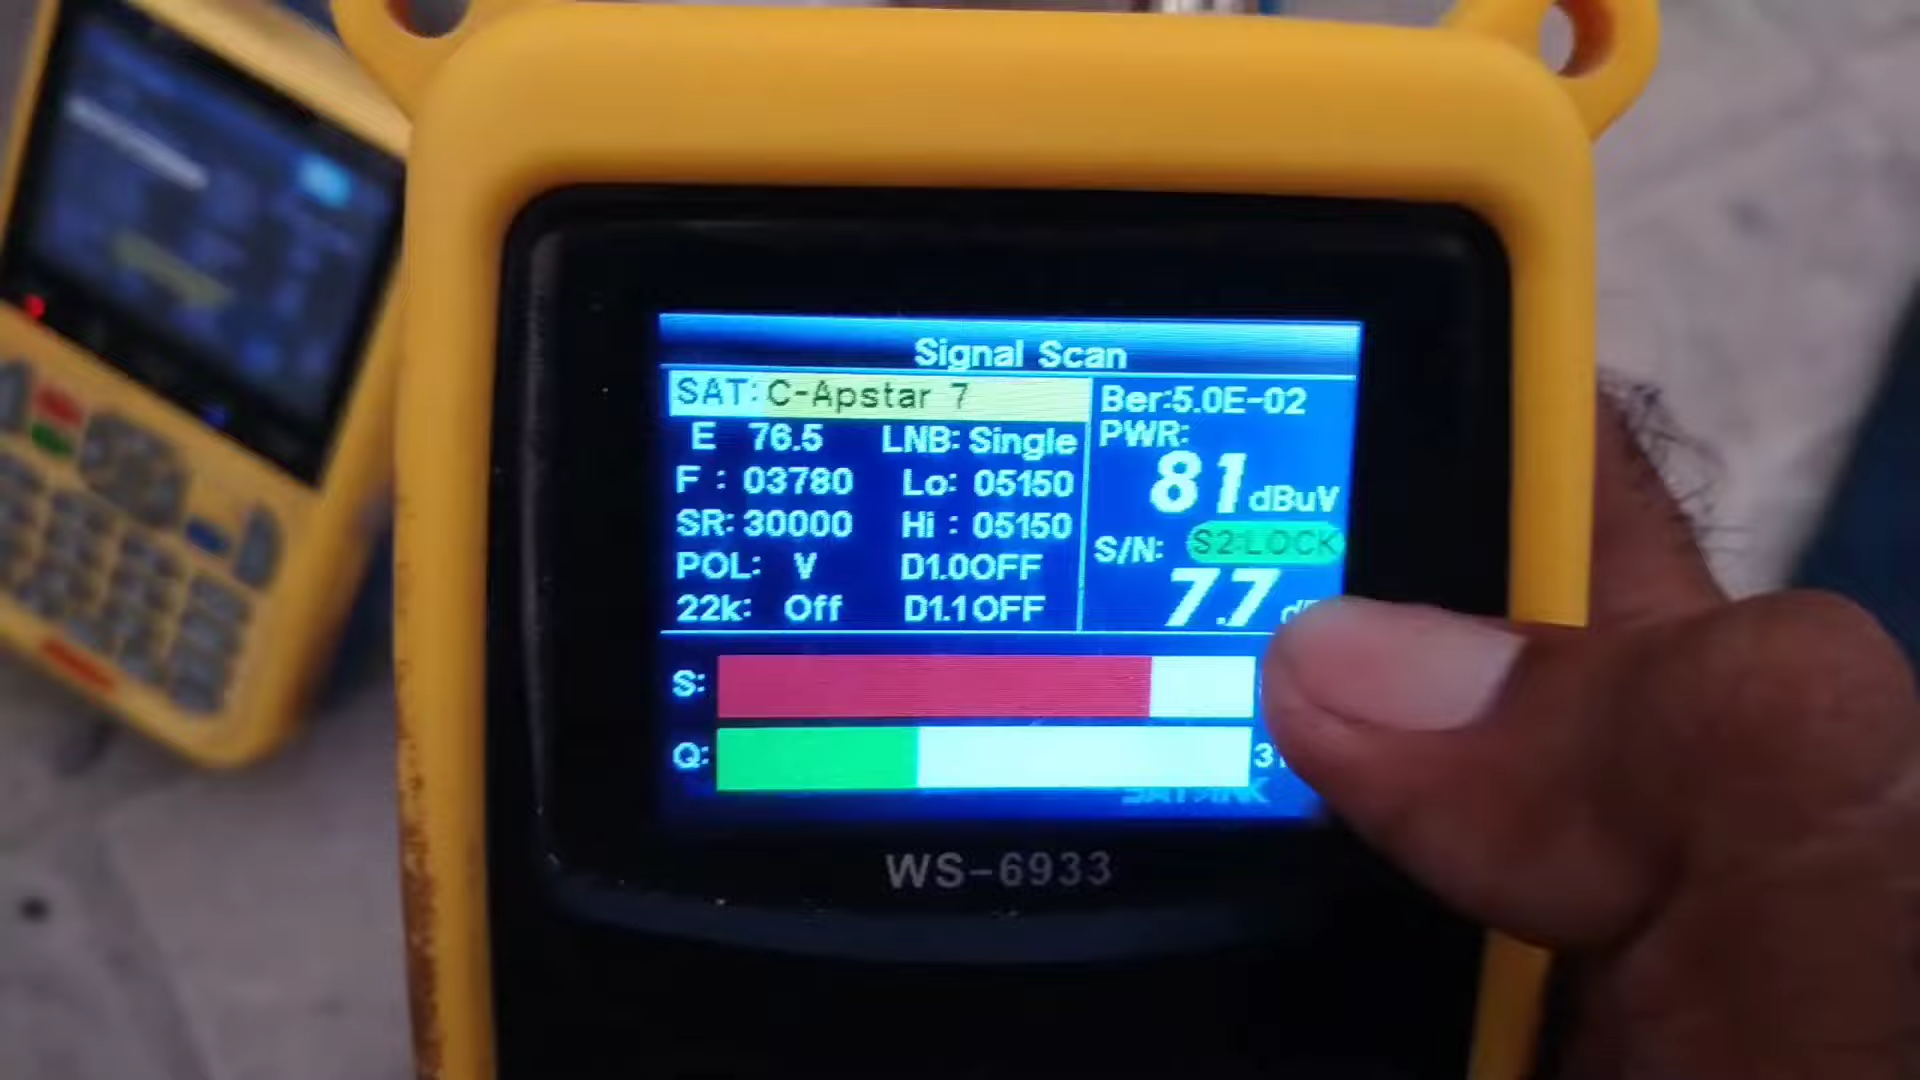 Signal Scan
SAT: C-Apstar 7
E 76.5 LNB: Single
F : 03780 Lo: 05150
SR: 30000 Hi : 05150
POL: V D1.0OFF
22k: Off D1.1OFF
Ber:5.0E-02
PWR:
81 dBuV
S/N: S2:LOCK
7.7
S:
Q:
WS-6933